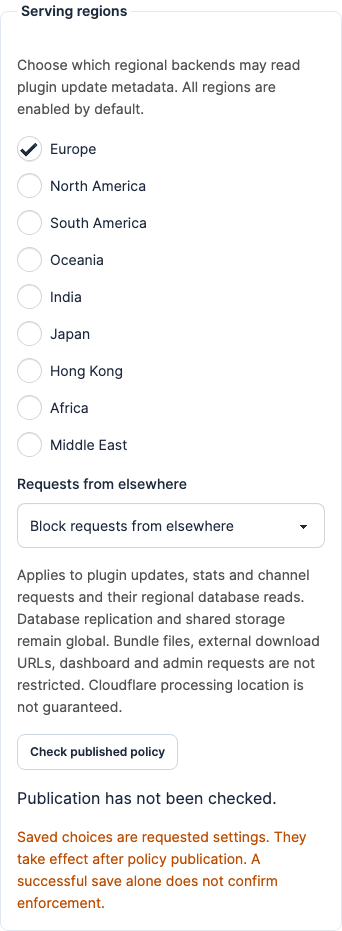 Serving regions
Choose which regional backends may read
plugin update metadata. All regions are
enabled by default.
Europe
North America
South America
Oceania
India
Japan
Hong Kong
Africa
Middle East
Requests from elsewhere
Block requests from elsewhere
Applies to plugin updates, stats and channel
requests and their regional database reads.
Database replication and shared storage
remain global. Bundle files, external download
URLs, dashboard and admin requests are not
restricted. Cloudflare processing location is
not guaranteed.
Check published policy
Publication has not been checked.
Saved choices are requested settings. They
take effect after policy publication. A
successful save alone does not confirm
enforcement.